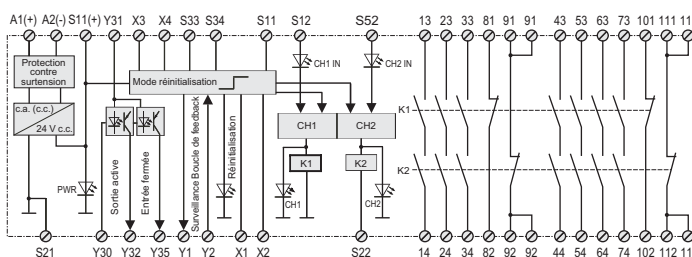 A1(+) A2(-) S11(+) Y31 X3 X4 S33 S34 S11 S12 S52 13 23 33 81 91 91 43 53 63 73 101 111 11
Protection contre surtension
Mode réinitialisation
CH1 IN
CH2 IN
c.a. (c.c.)
24 V c.c.
CH1
CH2
K1
K2
K1
K2
PWR
Sortie active
Entrée fermée
Surveillance Boucle de feedback
Réinitialisation
CH1
CH2
S21 Y30 Y32 Y35 Y1 Y2 X1 X2 S22 14 24 34 82 92 92 44 54 64 74 102 112 11